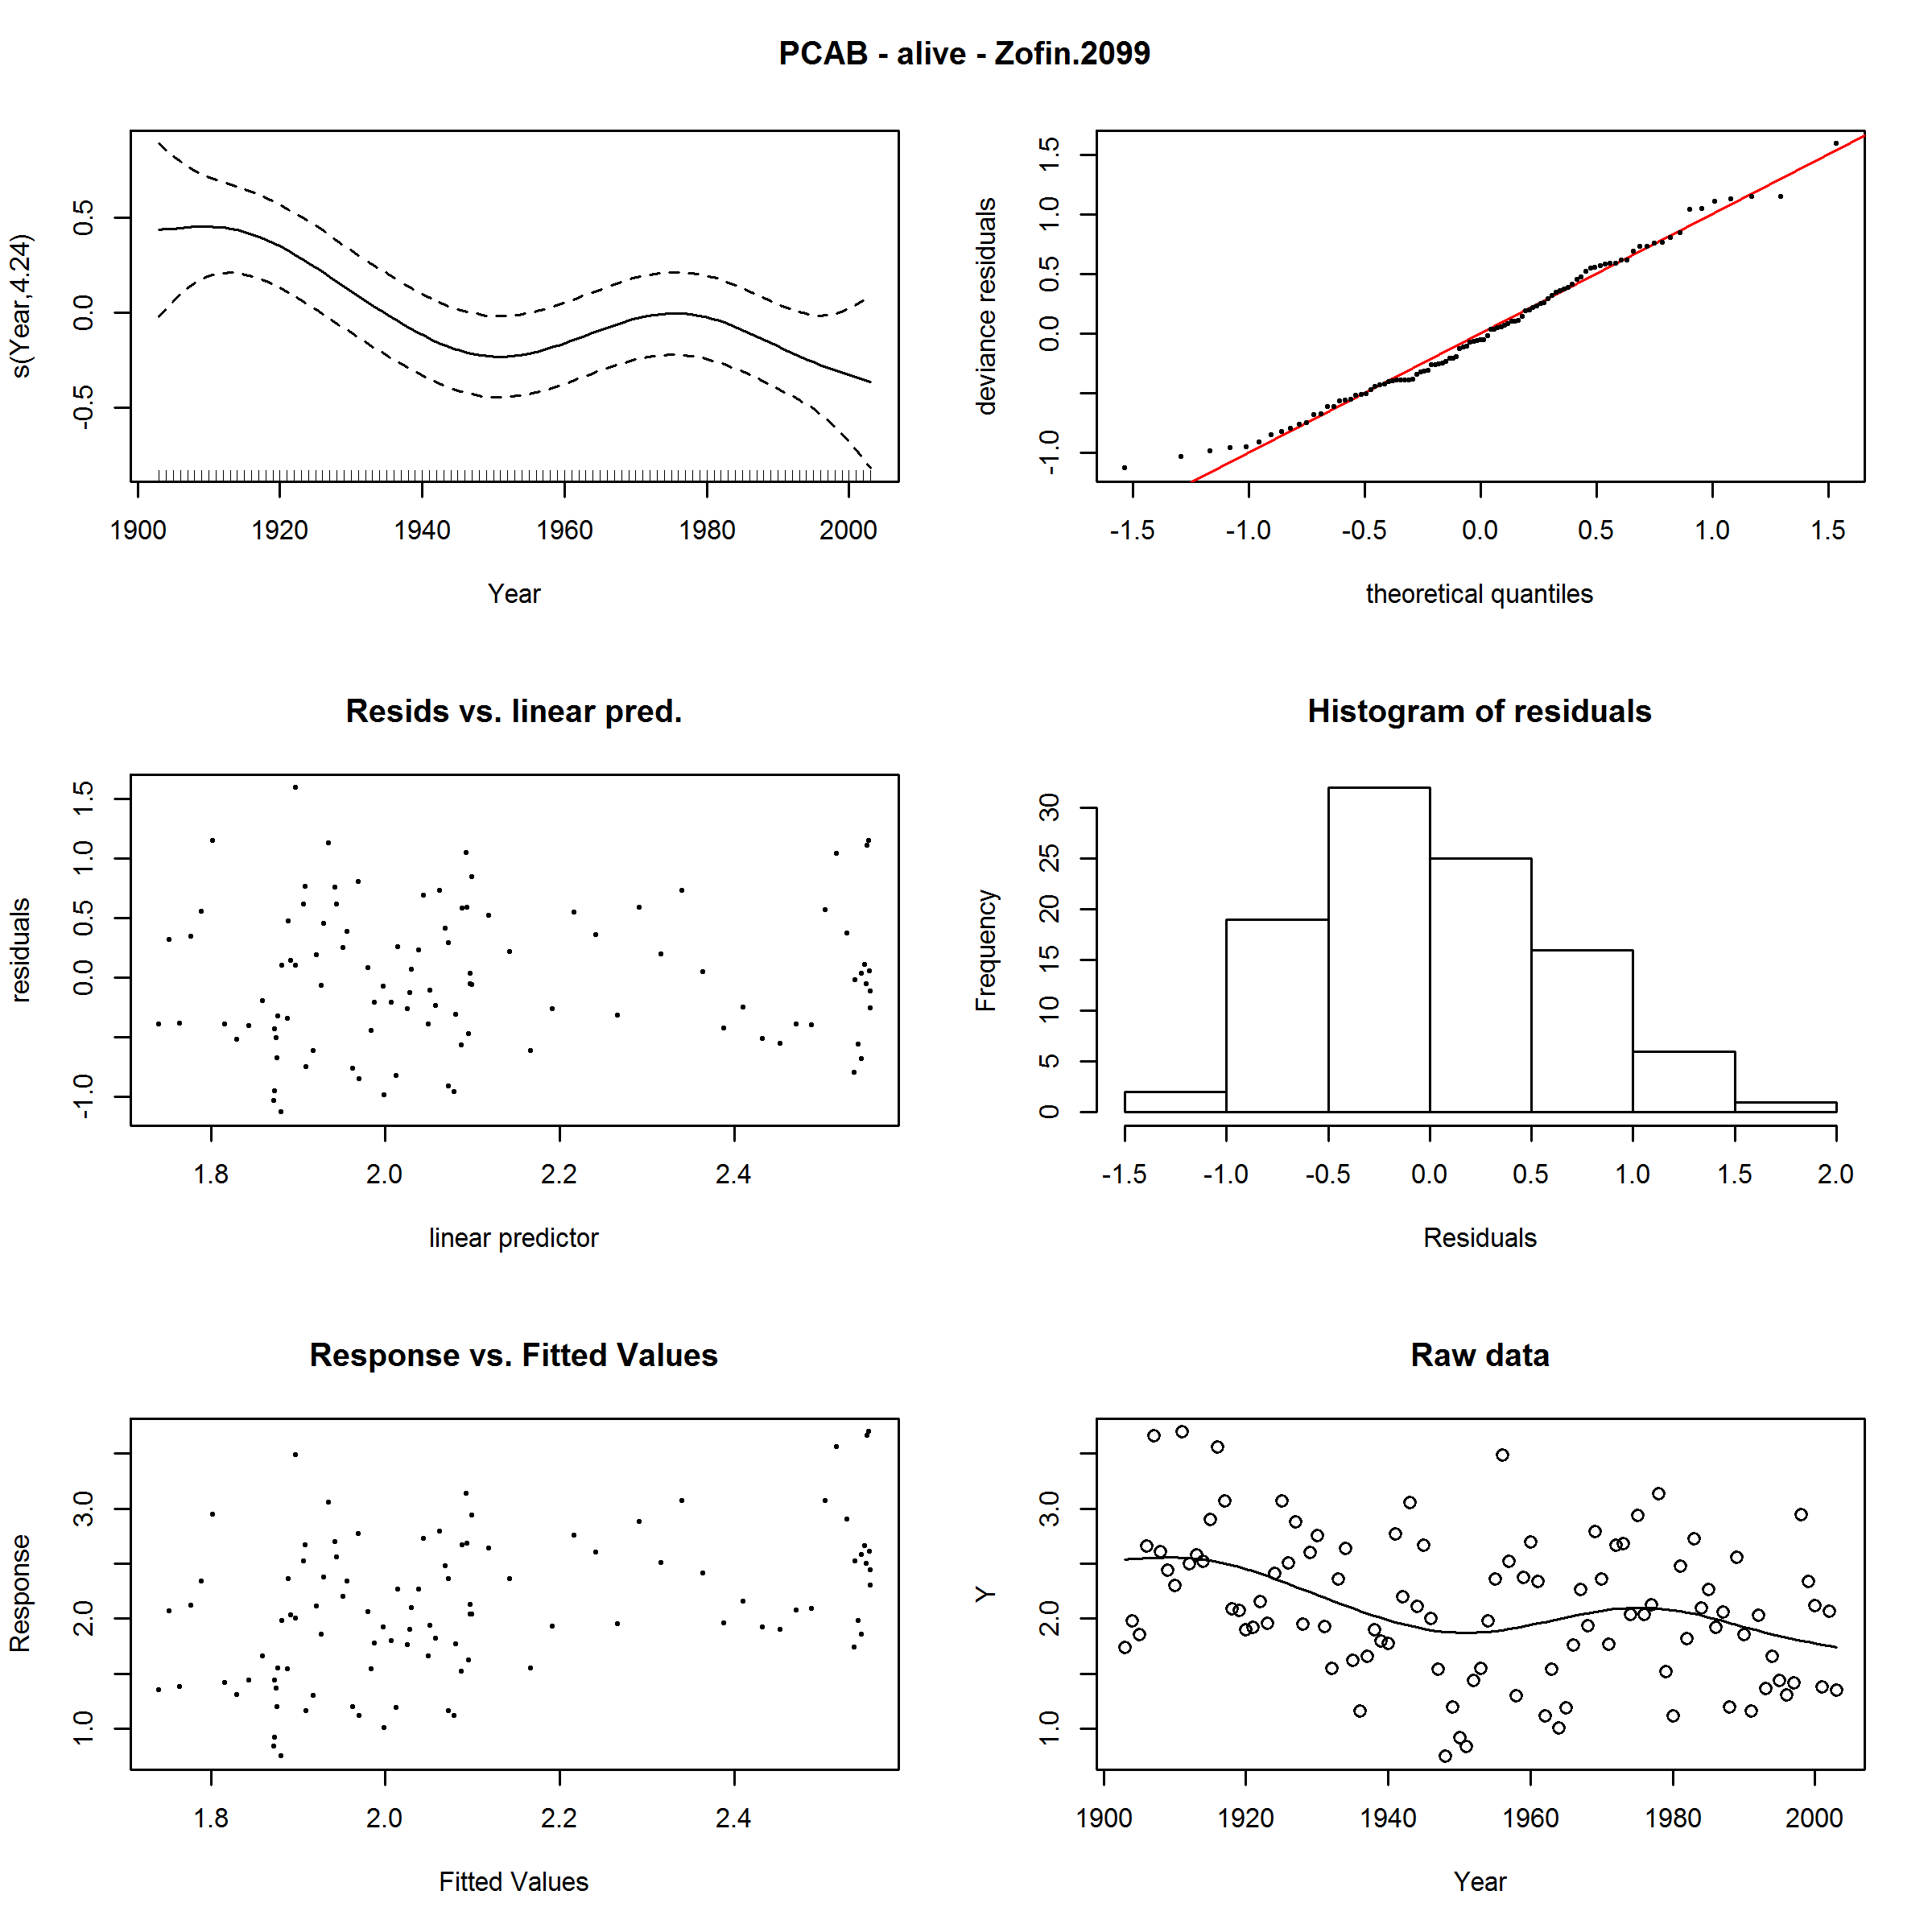 PCAB - alive - Zofin.2099
s(Year,4.24)
0.5
0.0
-0.5
1900 1920 1940 1960 1980 2000
Year
deviance residuals
1.5
1.0
0.5
0.0
-1.0
-1.5 -1.0 -0.5 0.0 0.5 1.0 1.5
theoretical quantiles
Resids vs. linear pred.
residuals
1.5
1.0
0.5
0.0
-1.0
1.8 2.0 2.2 2.4
linear predictor
Histogram of residuals
Frequency
30
25
20
15
10
5
0
-1.5 -1.0 -0.5 0.0 0.5 1.0 1.5 2.0
Residuals
Response vs. Fitted Values
Response
3.0
2.0
1.0
1.8 2.0 2.2 2.4
Fitted Values
Raw data
Y
3.0
2.0
1.0
1900 1920 1940 1960 1980 2000
Year